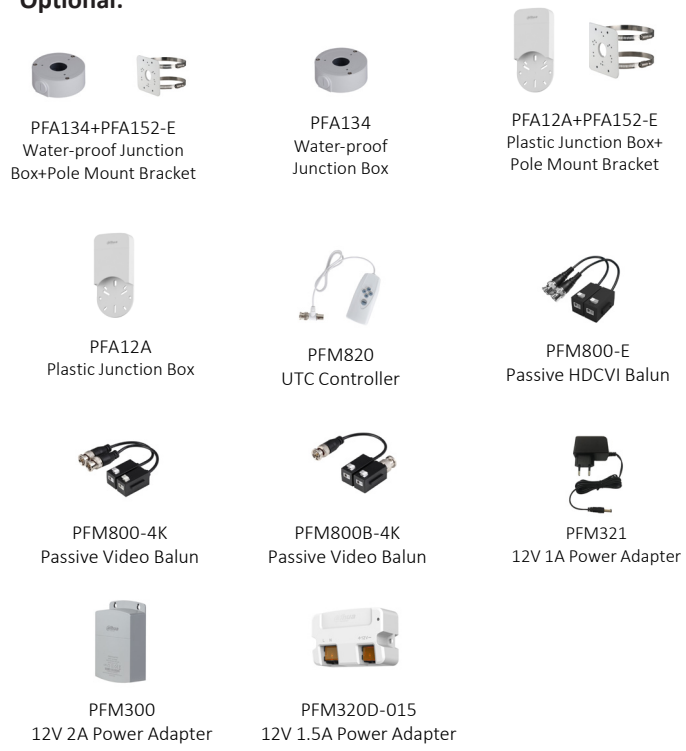 Optional:
PFA134+PFA152-E
Water-proof Junction
Box+Pole Mount Bracket
PFA134
Water-proof
Junction Box
PFA12A+PFA152-E
Plastic Junction Box+
Pole Mount Bracket
PFA12A
Plastic Junction Box
PFM820
UTC Controller
PFM800-E
Passive HDCVI Balun
PFM800-4K
Passive Video Balun
PFM800B-4K
Passive Video Balun
PFM321
12V 1A Power Adapter
PFM300
12V 2A Power Adapter
PFM320D-015
12V 1.5A Power Adapter